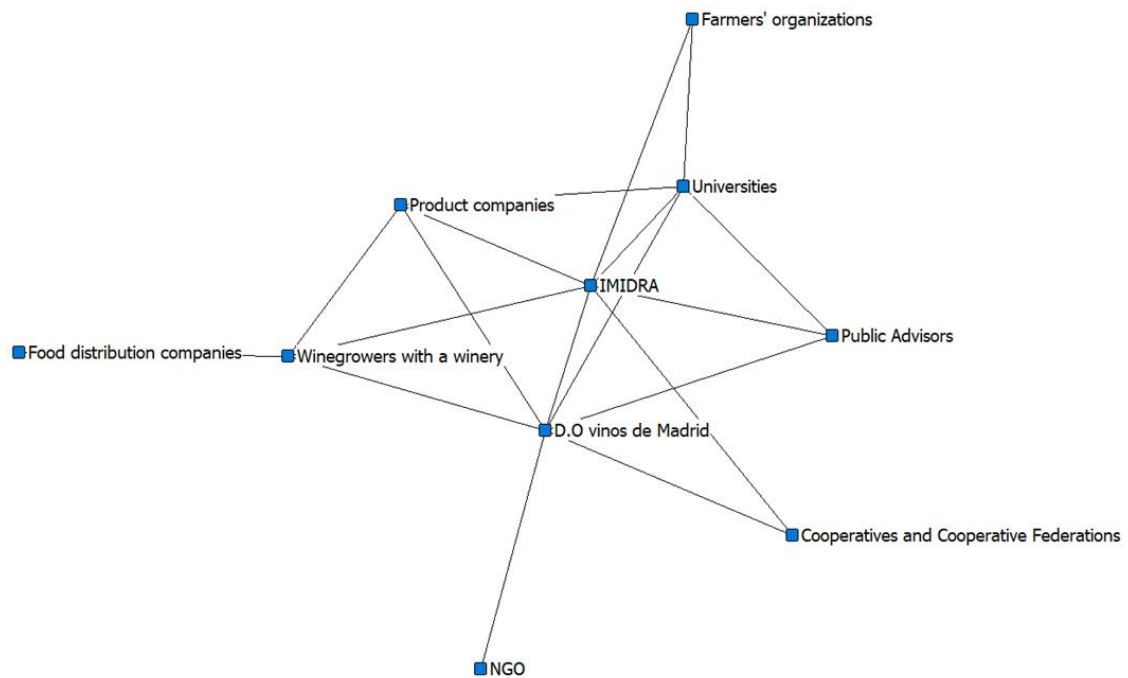 Farmers' organizations
Universities
Product companies
IMIDRA
Public Advisors
Food distribution companies
Winegrowers with a winery
D.O vinos de Madrid
Cooperatives and Cooperative Federations
NGO